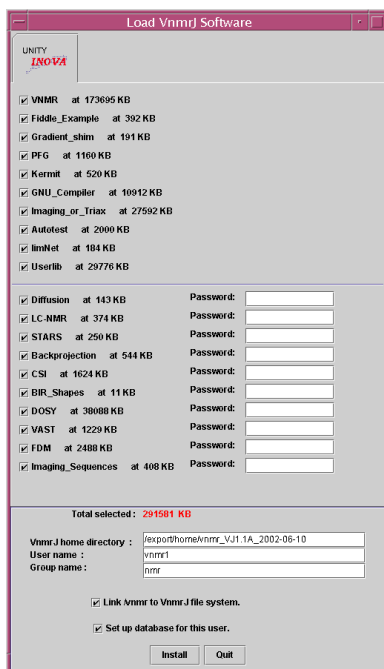 Load VnmrJ Software
UNITY
INOVA
VNMR at 173695 KB
Fiddle_Example at 392 KB
Gradient_shim at 191 KB
PFG at 1160 KB
Kermit at 520 KB
GNU_Compiler at 10912 KB
Imaging_or_Triax at 27592 KB
Autotest at 2000 KB
limNet at 184 KB
Userlib at 29776 KB
Diffusion at 143 KB Password:
LC-NMR at 374 KB Password:
STARS at 250 KB Password:
Backprojection at 544 KB Password:
CSI at 1624 KB Password:
BIR_Shapes at 11 KB Password:
DOSY at 38088 KB Password:
VAST at 1229 KB Password:
FDM at 2488 KB Password:
Imaging_Sequences at 408 KB Password:
Total selected : 291581 KB
VnmrJ home directory : /export/home/vnmr_VJ1.1A_2002-06-10
User name : vnmr1
Group name : nmr
Link /vnmr to VnmrJ file system.
Set up database for this user.
Install Quit